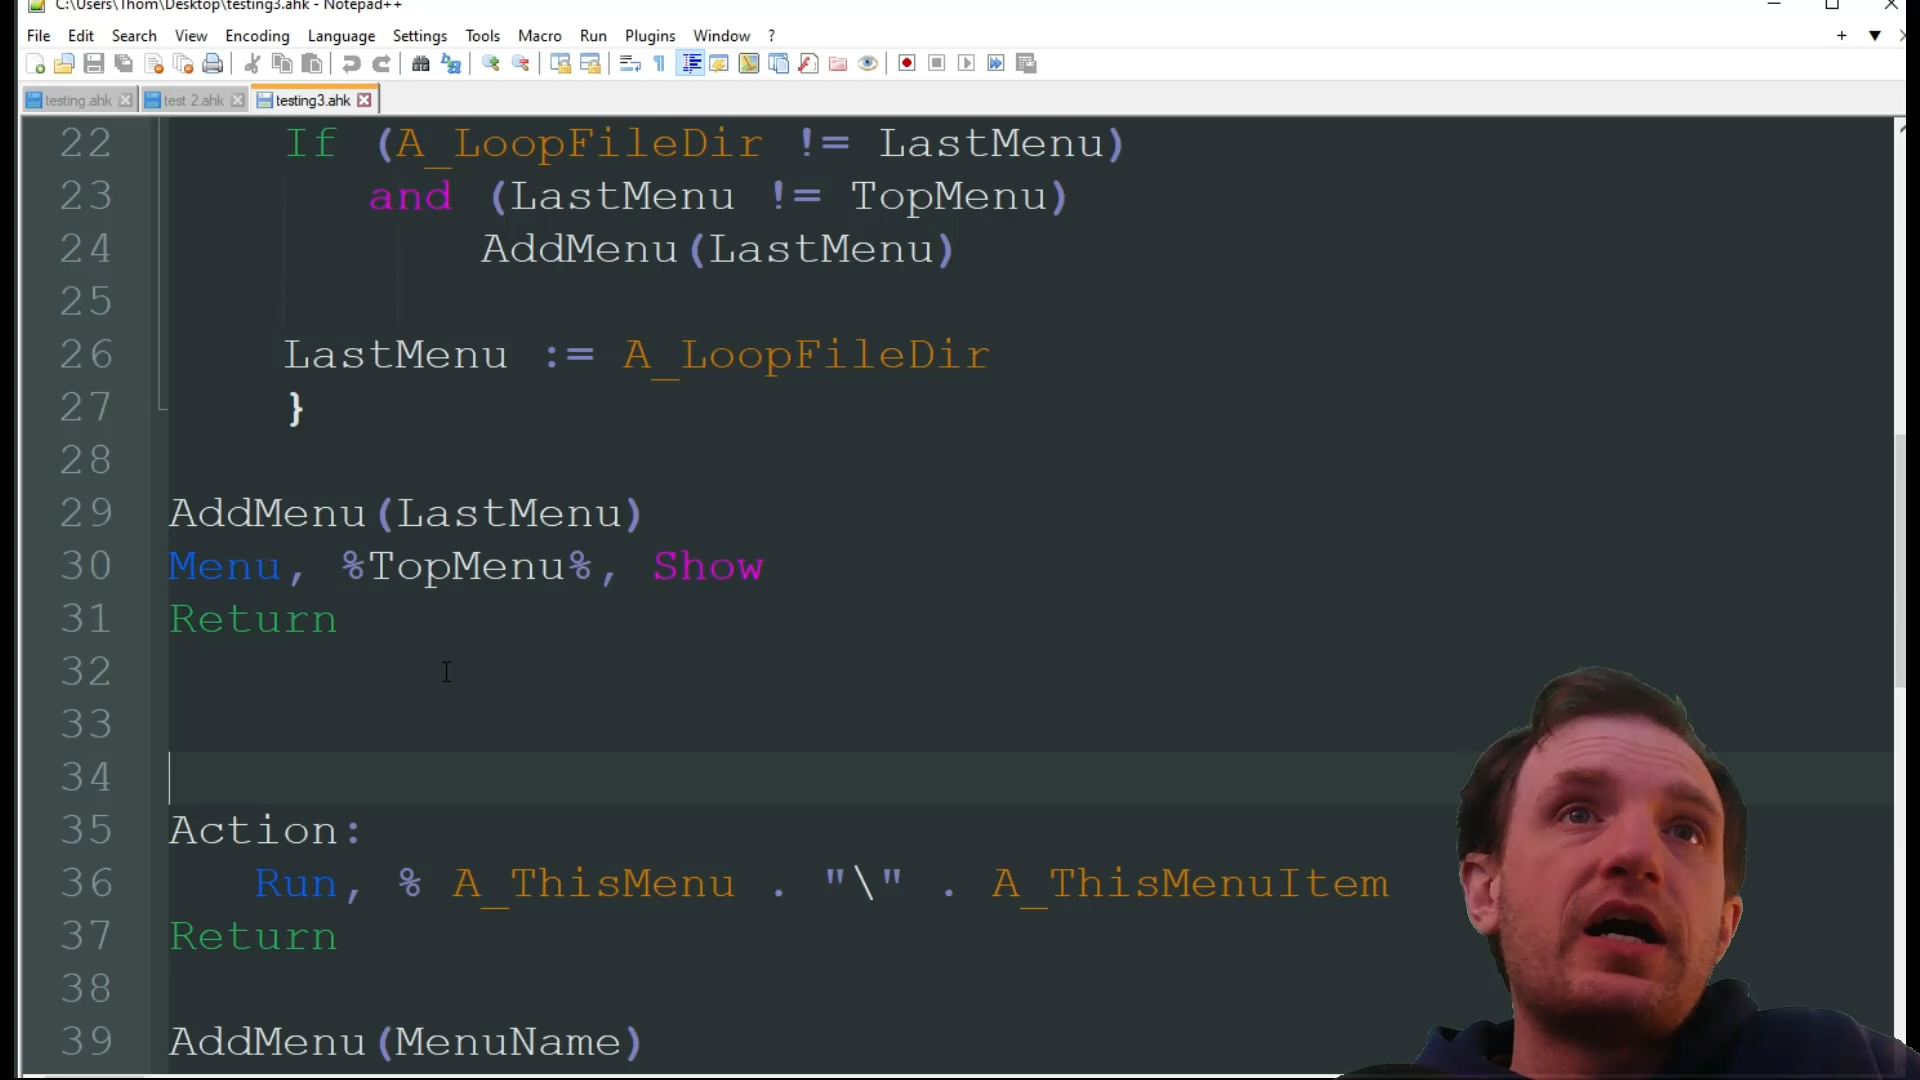 C:\Users\Thom\Desktop\testing3.ahk - Notepad++
File Edit Search View Encoding Language Settings Tools Macro Run Plugins Window ?
testing.ahk test 2.ahk testing3.ahk
22 If (A_LoopFileDir != LastMenu)
23 and (LastMenu != TopMenu)
24 AddMenu(LastMenu)
25
26 LastMenu := A_LoopFileDir
27 }
28
29 AddMenu(LastMenu)
30 Menu, %TopMenu%, Show
31 Return
32
33
34
35 Action:
36 Run, % A_ThisMenu . "\" . A_ThisMenuItem
37 Return
38
39 AddMenu(MenuName)